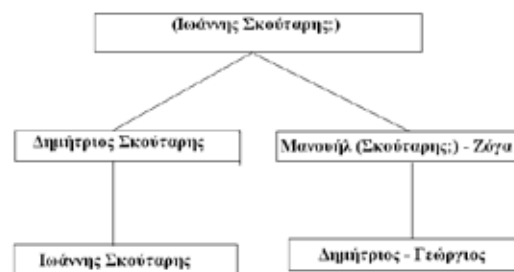 (Ιωάννης Σκούταρης;)
Δημήτριος Σκούταρης
Μανουήλ (Σκούταρης;) - Ζόγα
Ιωάννης Σκούταρης
Δημήτριος - Γεώργιος